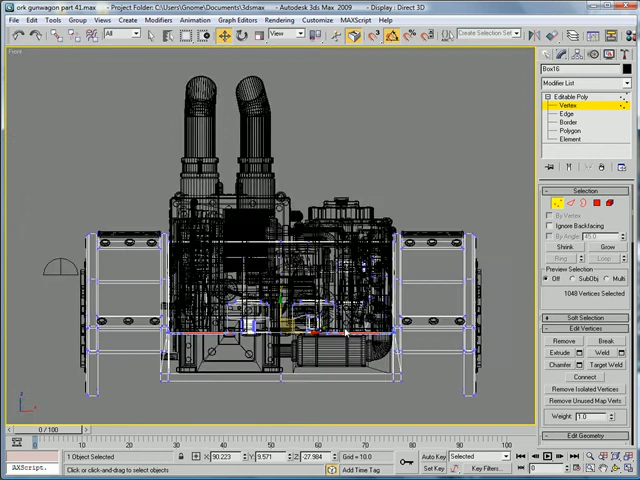 ork gunwagon part 41.max - Project Folder: C:\Users\Gnome\Documents\3dsmax - Autodesk 3ds Max 2009 - Display : Direct 3D
File Edit Tools Group Views Create Modifiers Animation Graph Editors Rendering Customize MAXScript Help
All View Create Selection Set
Front
Box16
Modifier List
Editable Poly
Vertex
Edge
Border
Polygon
Element
Selection
By Vertex
Ignore Backfacing
By Angle: 45.0
Shrink Grow
Ring Loop
Preview Selection
Off SubObj Multi
1048 Vertices Selected
Soft Selection
Edit Vertices
Remove Break
Extrude Weld
Chamfer Target Weld
Connect
Remove Isolated Vertices
Remove Unused Map Verts
Weight: 1.0
Edit Geometry
0 / 100
0 10 20 30 40 50 60 70 80 90 100
1 Object Selected X: 90.223 Y: 9.571 Z: -27.984 Grid = 10.0 Auto Key Selected
AXScript. Click or click-and-drag to select objects Add Time Tag Set Key Key Filters... 0